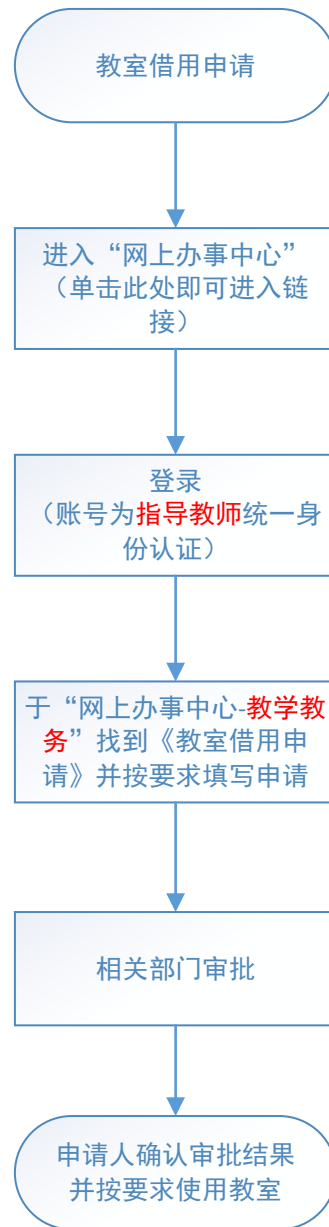 教室借用申请
进入“网上办事中心”
（单击此处即可进入链
接）
登录
（账号为指导教师统一身
份认证）
于“网上办事中心-教学教
务”找到《教室借用申
请》并按要求填写申请
相关部门审批
申请人确认审批结果
并按要求使用教室